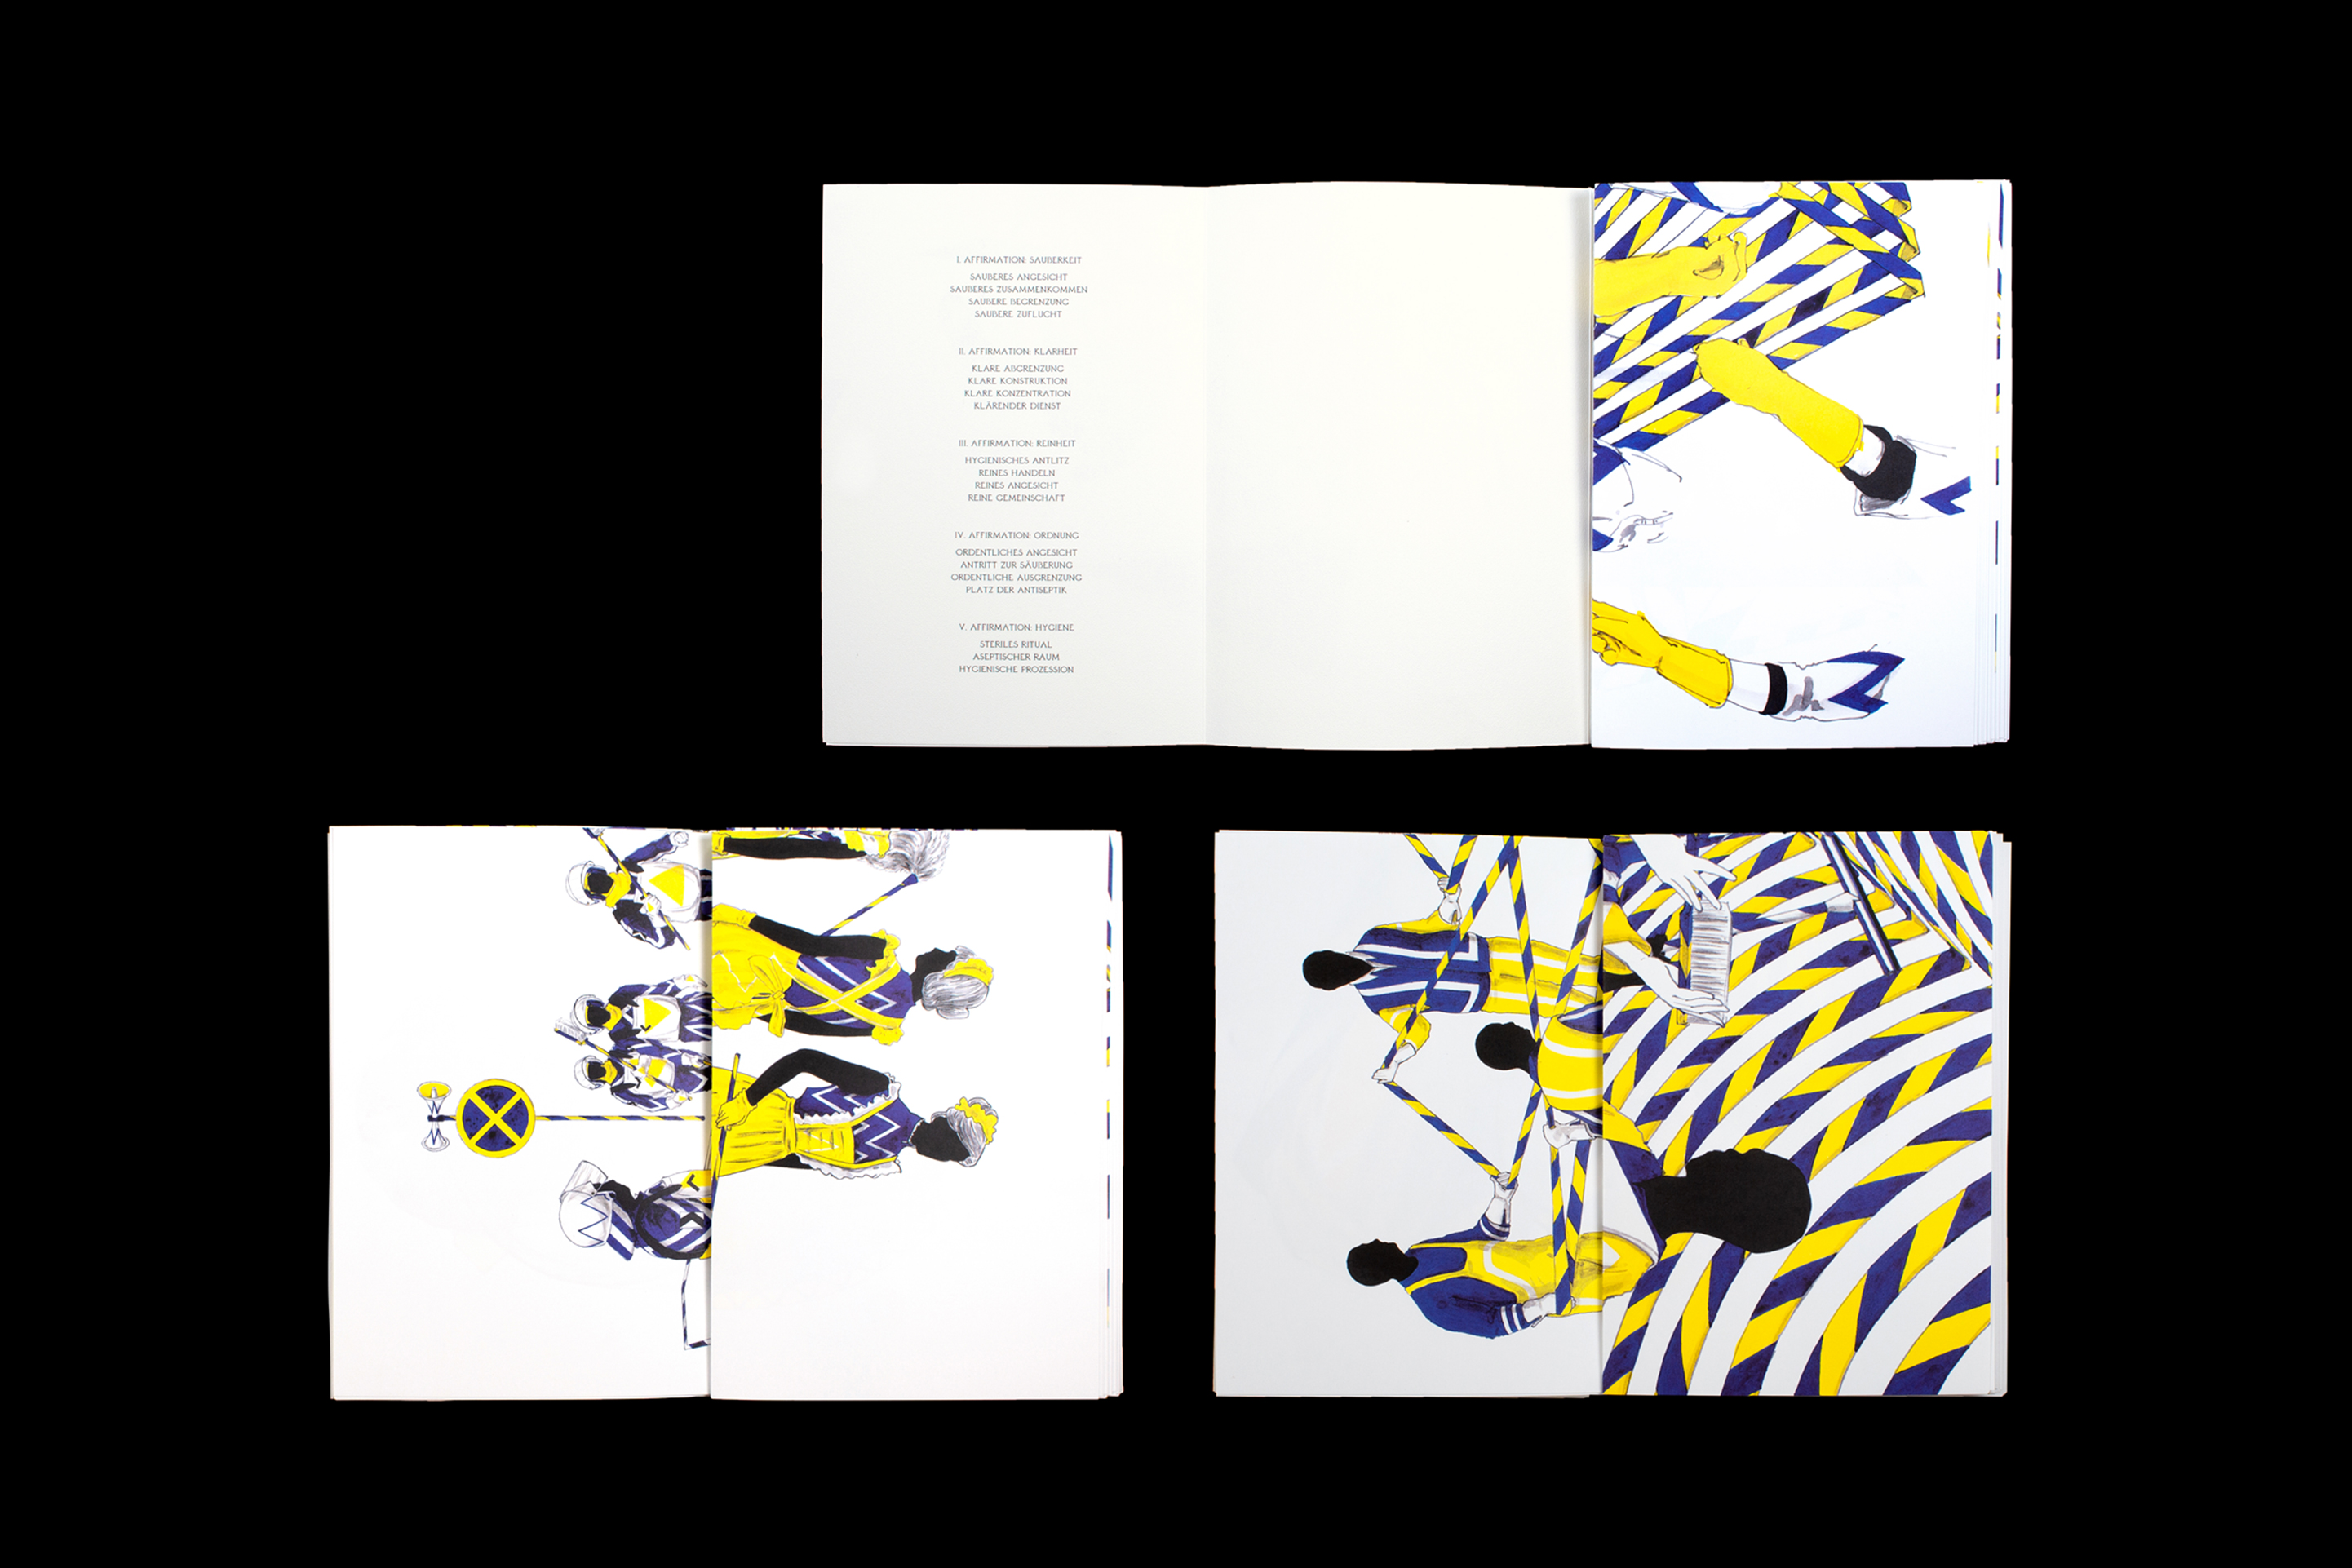 I. AFFIRMATION: SAUBERKEIT
SAUBERES ANGESICHT
SAUBERES ZUSAMMENKOMMEN
SAUBERE BEGRENZUNG
SAUBERE ZUFLUCHT
II. AFFIRMATION: KLARHEIT
KLARE ABGRENZUNG
KLARE KONSTRUKTION
KLARE KONZENTRATION
KLÄRENDER DIENST
III. AFFIRMATION: REINHEIT
HYGIENISCHES ANTLITZ
REINES HANDELN
REINES ANGESICHT
REINE GEMEINSCHAFT
IV. AFFIRMATION: ORDNUNG
ORDENTLICHES ANGESICHT
ANTRITT ZUR SÄUBERUNG
ORDENTLICHE AUSGRENZUNG
PLATZ DER ANTISEPTIK
V. AFFIRMATION: HYGIENE
STERILES RITUAL
ASEPTISCHER RAUM
HYGIENISCHE PROZESSION